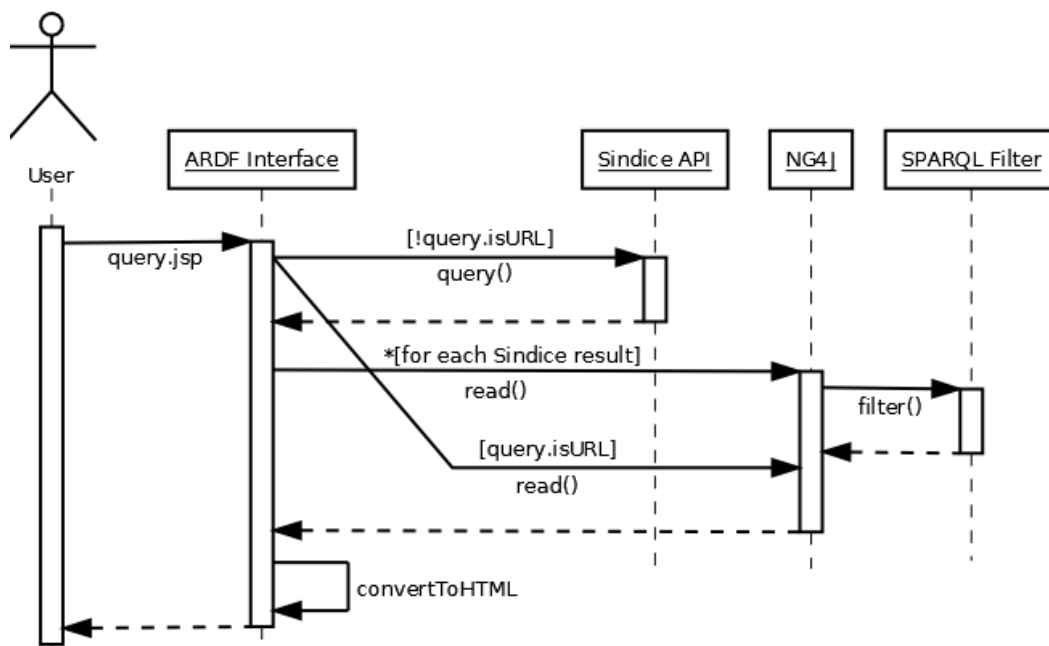 User
ARDF Interface
Sindice API
NG4J
SPARQL Filter
query.jsp
[!query.isURL]
query()
*[for each Sindice result]
read()
filter()
[query.isURL]
read()
convertToHTML